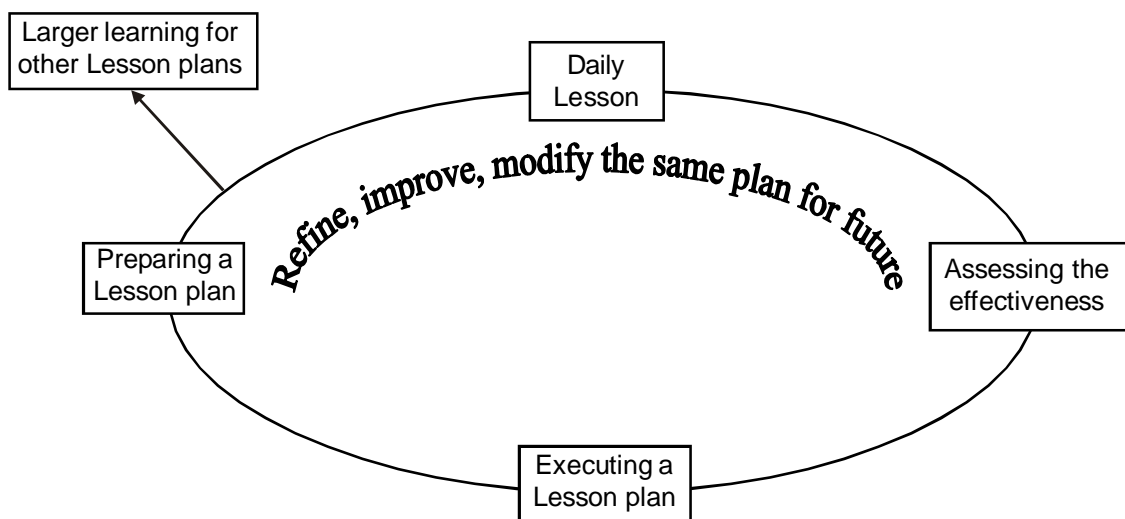 Larger learning for
other Lesson plans
Daily
Lesson
Refine, improve, modify the same plan for future
Preparing a
Lesson plan
Assessing the
effectiveness
Executing a
Lesson plan